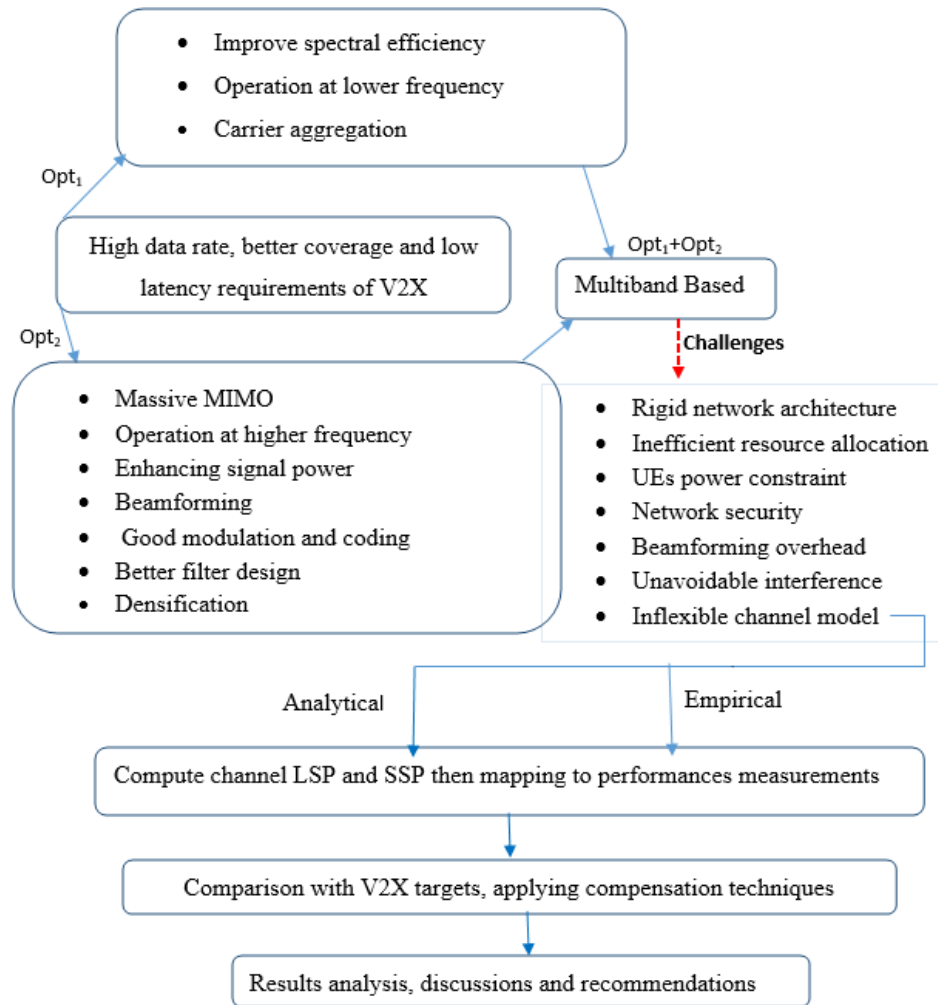 • Improve spectral efficiency
• Operation at lower frequency
• Carrier aggregation
Opt₁
High data rate, better coverage and low
latency requirements of V2X
Opt₁+Opt₂
Multiband Based
Opt₂
Challenges
• Massive MIMO
• Operation at higher frequency
• Enhancing signal power
• Beamforming
• Good modulation and coding
• Better filter design
• Densification
• Rigid network architecture
• Inefficient resource allocation
• UEs power constraint
• Network security
• Beamforming overhead
• Unavoidable interference
• Inflexible channel model
Analytical
Empirical
Compute channel LSP and SSP then mapping to performances measurements
Comparison with V2X targets, applying compensation techniques
Results analysis, discussions and recommendations